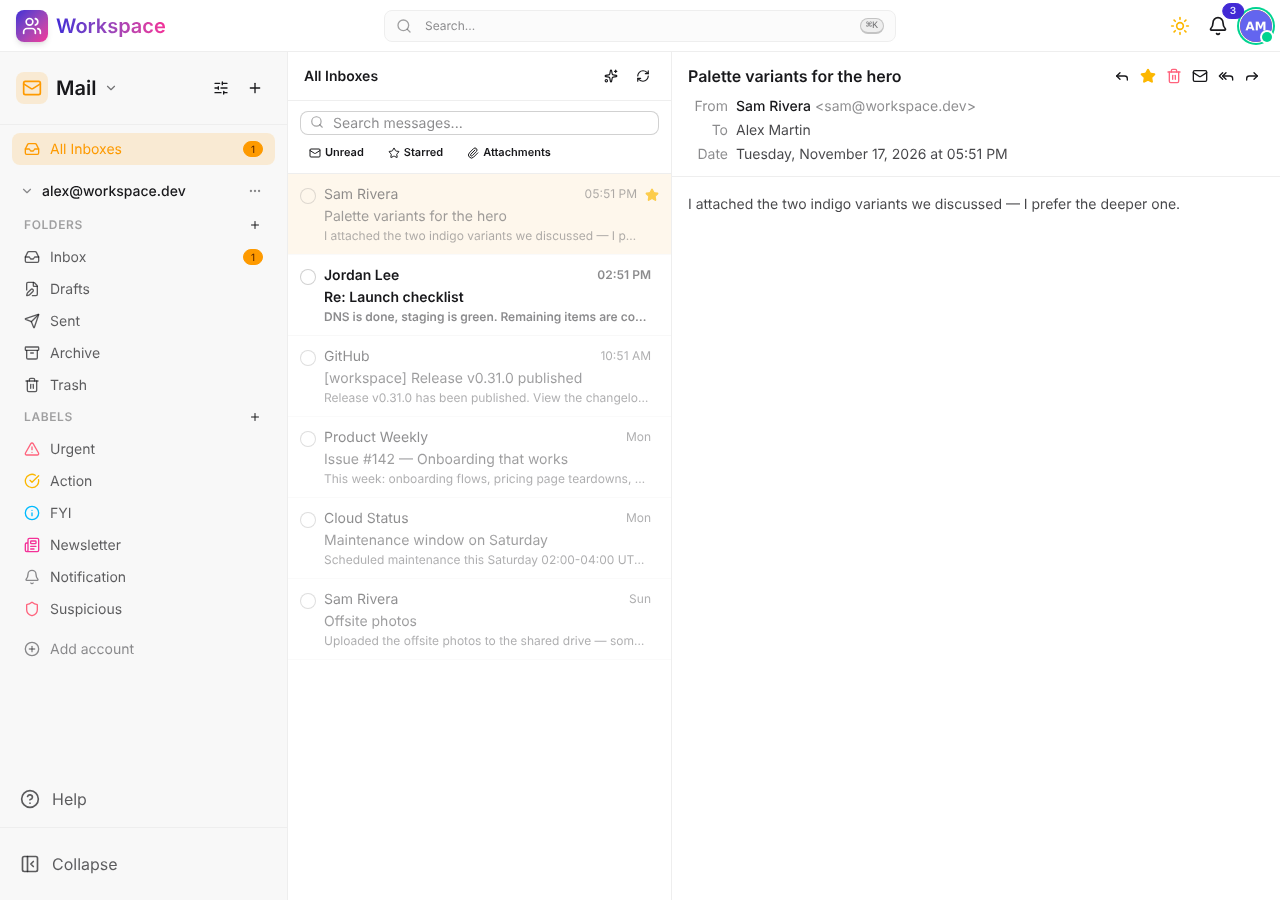 Workspace
Search...
⌘K
3
AM
Mail
All Inboxes
1
alex@workspace.dev
FOLDERS
Inbox
1
Drafts
Sent
Archive
Trash
LABELS
Urgent
Action
FYI
Newsletter
Notification
Suspicious
Add account
Help
Collapse
All Inboxes
Search messages...
Unread
Starred
Attachments
Sam Rivera 05:51 PM
Palette variants for the hero
I attached the two indigo variants we discussed — I p...
Jordan Lee 02:51 PM
Re: Launch checklist
DNS is done, staging is green. Remaining items are co...
GitHub 10:51 AM
[workspace] Release v0.31.0 published
Release v0.31.0 has been published. View the changelo...
Product Weekly Mon
Issue #142 — Onboarding that works
This week: onboarding flows, pricing page teardowns, ...
Cloud Status Mon
Maintenance window on Saturday
Scheduled maintenance this Saturday 02:00-04:00 UT...
Sam Rivera Sun
Offsite photos
Uploaded the offsite photos to the shared drive — som...
Palette variants for the hero
From Sam Rivera <sam@workspace.dev>
To Alex Martin
Date Tuesday, November 17, 2026 at 05:51 PM
I attached the two indigo variants we discussed — I prefer the deeper one.